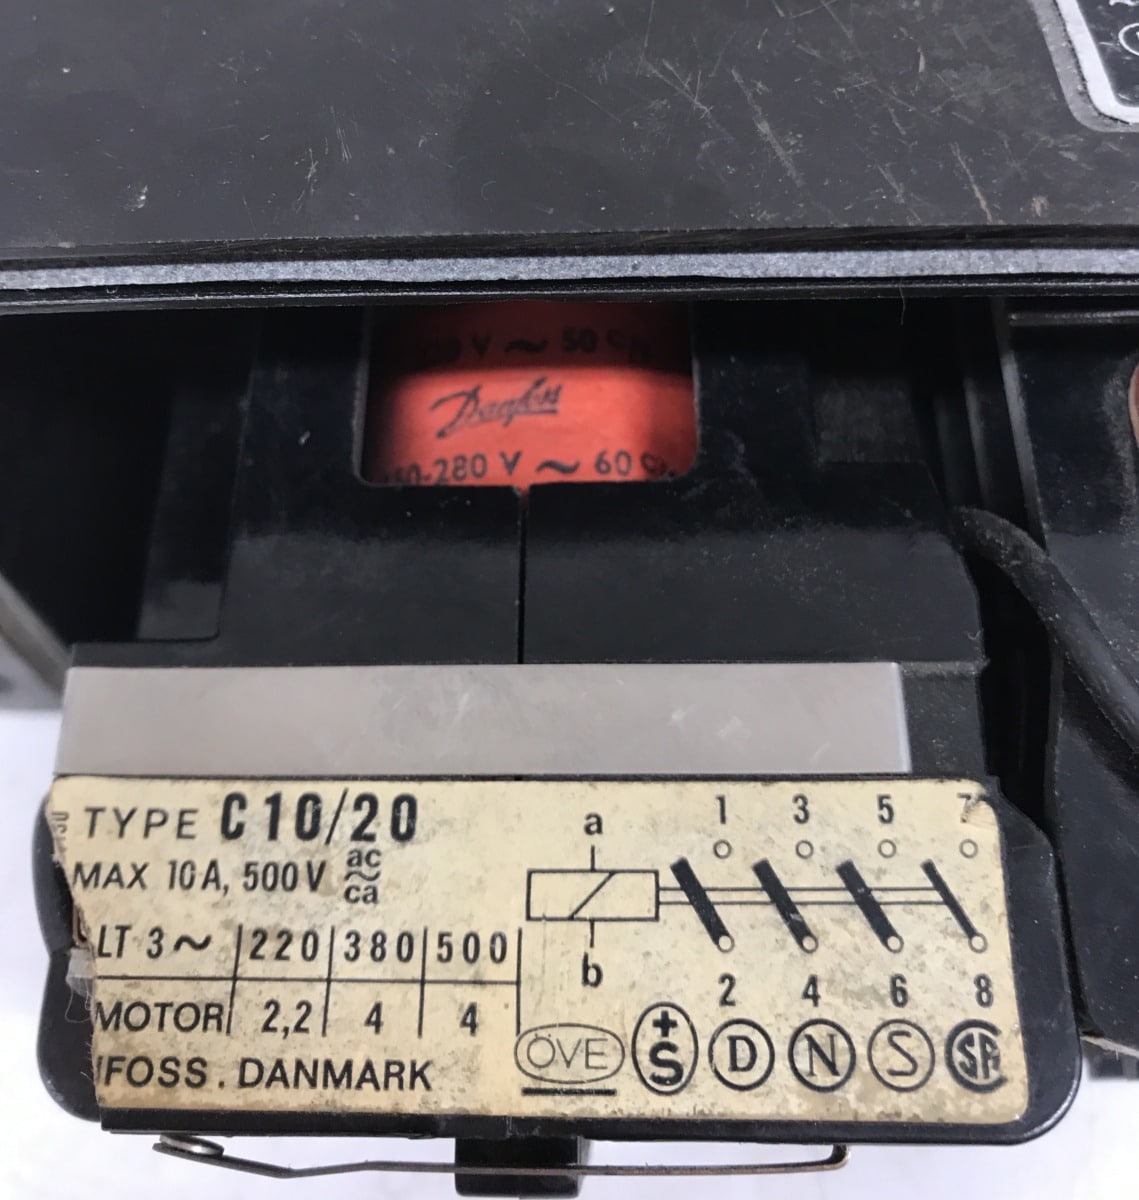 V ~ 50
Danfoss
-280 V ~ 60
TYPE C10/20
MAX 10A, 500V ac ca
LT 3~ 220 380 500
MOTOR 2,2 4 4
FOSS . DANMARK
a
b
1 3 5 7
2 4 6 8
ÖVE +S D N S SA